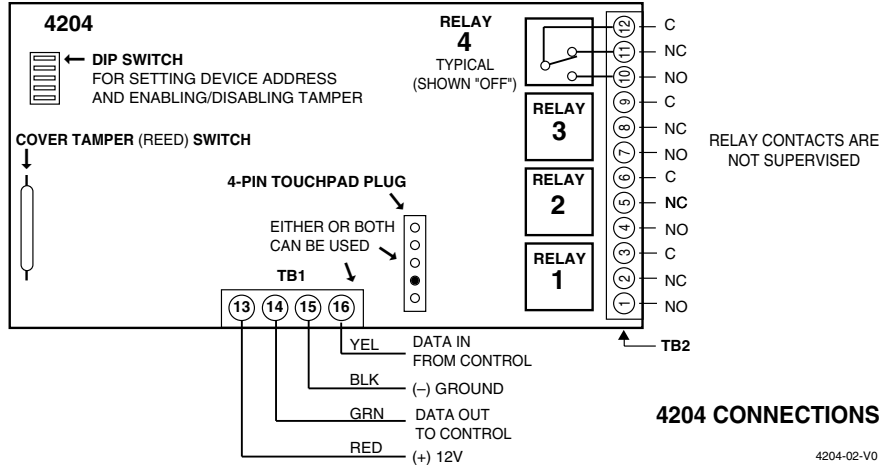 4204
DIP SWITCH
FOR SETTING DEVICE ADDRESS
AND ENABLING/DISABLING TAMPER
COVER TAMPER (REED) SWITCH
4-PIN TOUCHPAD PLUG
EITHER OR BOTH
CAN BE USED
TB1
13 14 15 16
RELAY
4
TYPICAL
(SHOWN "OFF")
RELAY
3
RELAY
2
RELAY
1
12 C
11 NC
10 NO
9 C
8 NC
7 NO
6 C
5 NC
4 NO
3 C
2 NC
1 NO
TB2
RELAY CONTACTS ARE
NOT SUPERVISED
YEL DATA IN
FROM CONTROL
BLK (–) GROUND
GRN DATA OUT
TO CONTROL
RED (+) 12V
4204 CONNECTIONS
4204-02-V0